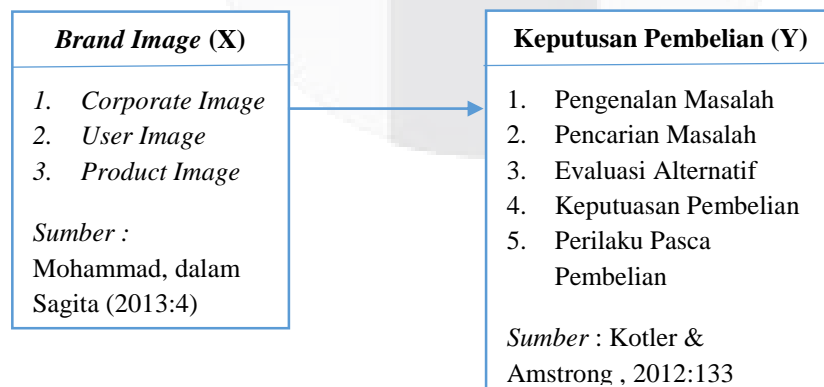 Brand Image (X)
1. Corporate Image
2. User Image
3. Product Image
Sumber :
Mohammad, dalam
Sagita (2013:4)
Keputusan Pembelian (Y)
1. Pengenalan Masalah
2. Pencarian Masalah
3. Evaluasi Alternatif
4. Keputuasan Pembelian
5. Perilaku Pasca
Pembelian
Sumber : Kotler &
Amstrong , 2012:133